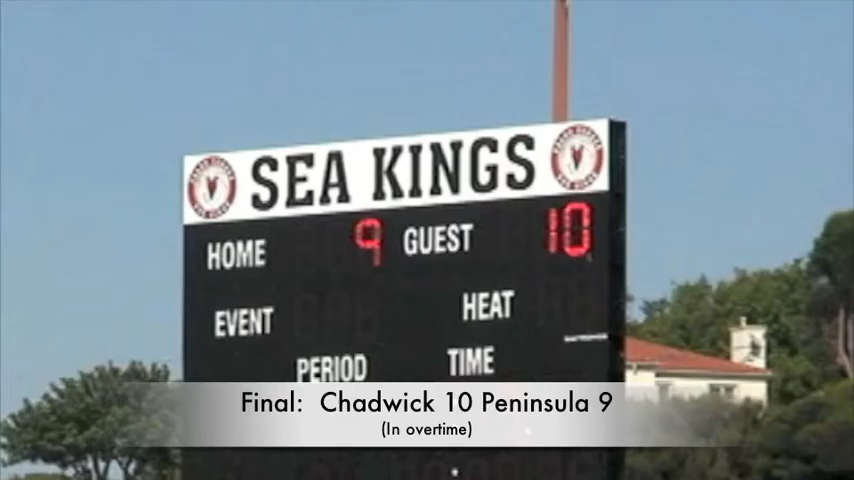 SEA KINGS
HOME 9 GUEST 10
EVENT HEAT
PERIOD TIME
Final: Chadwick 10 Peninsula 9
(In overtime)